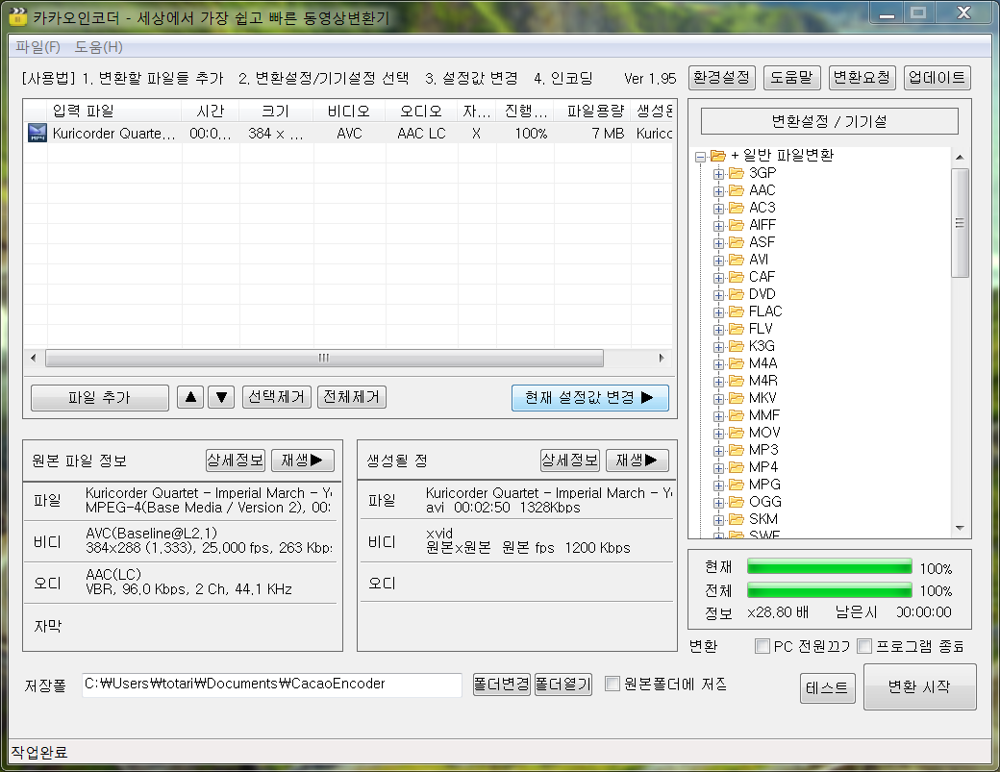 카카오인코더 - 세상에서 가장 쉽고 빠른 동영상변환기
파일(F) 도움(H)
[사용법] 1. 변환할 파일들 추가 2. 변환설정/기기설정 선택 3. 설정값 변경 4. 인코딩 Ver 1.95
환경설정 도움말 변환요청 업데이트
입력 파일 시간 크기 비디오 오디오 자... 진행... 파일용량 생성된
Kuricorder Quarte... 00:0... 384 x ... AVC AAC LC X 100% 7 MB Kuricc
파일 추가 ▲ ▼ 선택제거 전체제거 현재 설정값 변경 ▶
변환설정 / 기기설
+ 일반 파일변환
3GP
AAC
AC3
AIFF
ASF
AVI
CAF
DVD
FLAC
FLV
K3G
M4A
M4R
MKV
MMF
MOV
MP3
MP4
MPG
OGG
SKM
SWF
원본 파일 정보 상세정보 재생▶
파일 Kuricorder Quartet - Imperial March - Yo
MPEG-4(Base Media / Version 2), 00:
비디 AVC(Baseline@L2.1)
384x288 (1.333), 25.000 fps, 263 Kbps
오디 AAC(LC)
VBR, 96.0 Kbps, 2 Ch, 44.1 KHz
자막
생성될 정 상세정보 재생▶
파일 Kuricorder Quartet - Imperial March - Yo
avi 00:02:50 1328Kbps
비디 xvid
원본x원본 원본 fps 1200 Kbps
오디
현재 100%
전체 100%
정보 x28.80 배 남은시 00:00:00
변환 PC 전원끄기 프로그램 종료
저장폴 C:₩Users₩totari₩Documents₩CacaoEncoder 폴더변경 폴더열기 원본폴더에 저장
테스트 변환 시작
작업완료